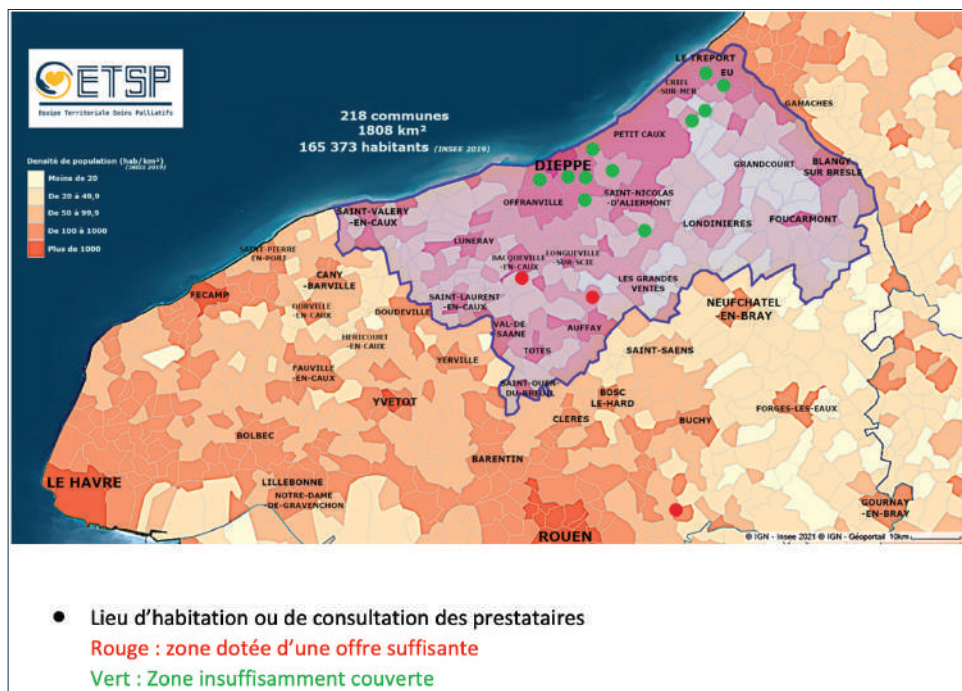 ETSP
Equipe Territoriale Soins Palliatifs
218 communes
1808 km²
165 373 habitants (INSEE 2019)
Densité de population (hab/km²)
(INSEE 2019)
Moins de 20
De 20 à 49,9
De 50 à 99,9
De 100 à 1000
Plus de 1000
LE TREPORT
EU
CRIEL
-SUR-MER
GAMACHES
PETIT CAUX
GRANDCOURT
BLANGY
SUR BRESLE
DIEPPE
OFFRANVILLE
SAINT-NICOLAS
-D'ALIERMONT
SAINT-VALERY
-EN-CAUX
LONDINIERES
FOUCARMONT
LUNERAY
BACQUEVILLE
-EN-CAUX
LONGUEVILLE
-SUR-SCIE
SAINT-PIERRE
EN-PORT
CANY
-BARVILLE
LES GRANDES
VENTES
FECAMP
OURVILLE
-EN-CAUX
DOUDEVILLE
SAINT-LAURENT
-EN-CAUX
NEUFCHATEL
-EN-BRAY
VAL-DE
SAANE
AUFFAY
HERICOURT
-EN-CAUX
TOTES
SAINT-SAENS
YERVILLE
FAUVILLE
-EN-CAUX
SAINT-OUEN
DU-BREUIL
YVETOT
BOSC
LE-HARD
CLERES
BUCHY
FORGES-LES-EAUX
BOLBEC
BARENTIN
LE HAVRE
LILLEBONNE
NOTRE-DAME
-DE-GRAVENCHON
GOURNAY
-EN-BRAY
ROUEN
© IGN - Insee 2021 © IGN - Géoportail 10km
● Lieu d'habitation ou de consultation des prestataires
Rouge : zone dotée d'une offre suffisante
Vert : Zone insuffisamment couverte